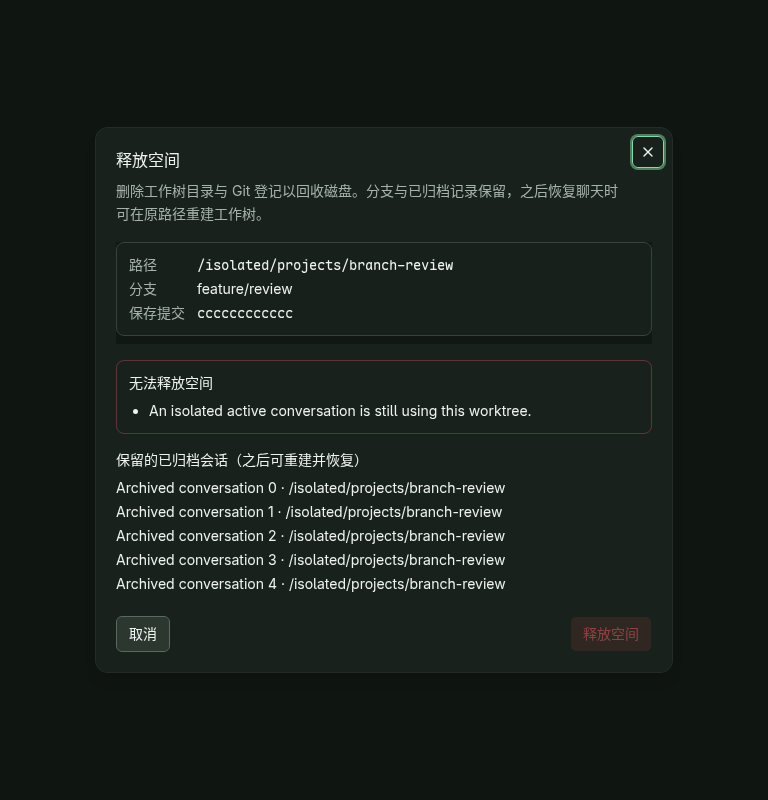 释放空间
删除工作树目录与 Git 登记以回收磁盘。分支与已归档记录保留，之后恢复聊天时
可在原路径重建工作树。
路径 /isolated/projects/branch-review
分支 feature/review
保存提交 cccccccccccc
无法释放空间
• An isolated active conversation is still using this worktree.
保留的已归档会话（之后可重建并恢复）
Archived conversation 0 · /isolated/projects/branch-review
Archived conversation 1 · /isolated/projects/branch-review
Archived conversation 2 · /isolated/projects/branch-review
Archived conversation 3 · /isolated/projects/branch-review
Archived conversation 4 · /isolated/projects/branch-review
取消 释放空间